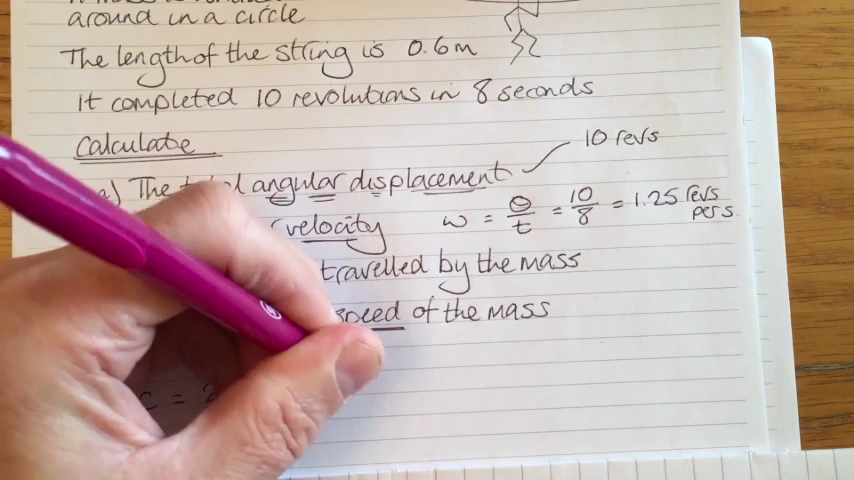 around in a circle
The length of the string is 0.6m
It completed 10 revolutions in 8 seconds
Calculate
10 revs
a) The angular displacement
velocity ω = θ/t = 10/8 = 1.25 revs per s.
travelled by the mass
speed of the mass
C = 2